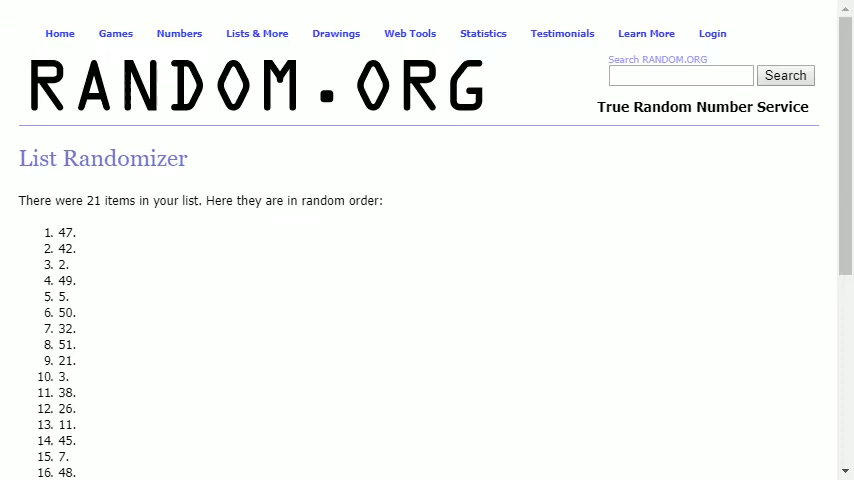 Home Games Numbers Lists & More Drawings Web Tools Statistics Testimonials Learn More Login
RANDOM.ORG
Search RANDOM.ORG
Search
True Random Number Service
List Randomizer
There were 21 items in your list. Here they are in random order:
1. 47.
2. 42.
3. 2.
4. 49.
5. 5.
6. 50.
7. 32.
8. 51.
9. 21.
10. 3.
11. 38.
12. 26.
13. 11.
14. 45.
15. 7.
16. 48.